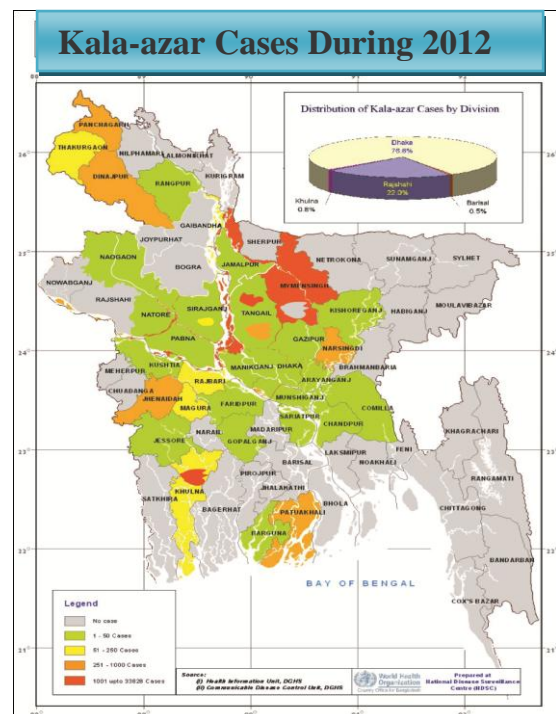 Kala-azar Cases During 2012
Distribution of Kala-azar Cases by Division
Dhaka
76.8%
Rajshahi
22.0%
Khulna
0.8%
Barisal
0.5%
PANCHAGARH
THAKURGAON
NILPHAMARI
LALMONIRHAT
DINAJPUR
RANGPUR
KURIGRAM
GAIBANDHA
JOYPURHAT
SHERPUR
NAOGAON
BOGRA
JAMALPUR
NETROKONA
SUNAMGANJ
SYLHET
MYMENSINGH
NOWABGANJ
RAJSHAHI
NATORE
SIRAJGANJ
TANGAIL
KISHOREGANJ
HABIGANJ
MOULAVIBAZAR
PABNA
GAZIPUR
NARSINGDI
MEHERPUR
KUSHTIA
MANIKGANJ
DHAKA
BRAHMANBARIA
CHUADANGA
RAJBARI
ARAYANGANJ
JHENAIDAH
MAGURA
FARIDPUR
MUNSHIGANJ
COMILLA
SARIATPUR
CHANDPUR
NARAIL
MADARIPUR
KHAGRACHARI
JESSORE
GOPALGANJ
LAKSMIPUR
FENI
NOAKHALI
BARISAL
PIROJPUR
RANGAMATI
KHULNA
JHALAKATHI
SATKHIRA
BAGERHAT
BHOLA
CHITTAGONG
PATUAKHALI
BARGUNA
BANDARBAN
BAY OF BENGAL
COX'S BAZAR
Legend
No case
1 - 50 Cases
51 - 250 Cases
251 - 1000 Cases
1001 upto 33828 Cases
Source:
(i) Health Information Unit, DGHS
(ii) Communicable Disease Control Unit, DGHS
World Health
Organization
Country Office for Bangladesh
Prepared at
National Disease Surveillance
Centre (NDSC)